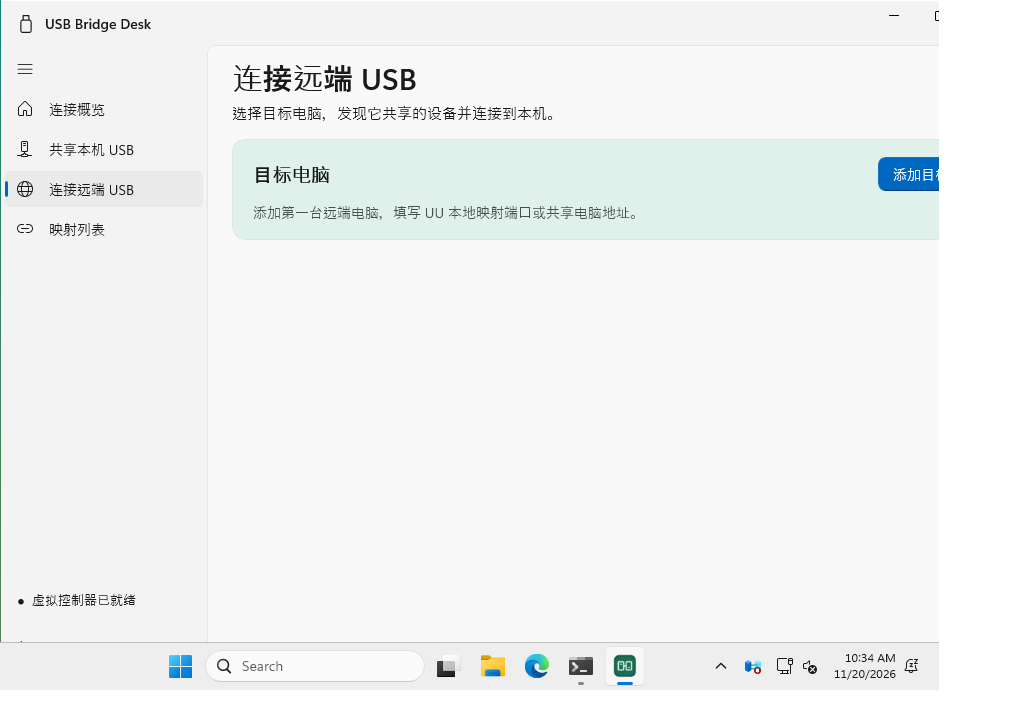 USB Bridge Desk
连接概览
共享本机 USB
连接远端 USB
映射列表
虚拟控制器已就绪
连接远端 USB
选择目标电脑，发现它共享的设备并连接到本机。
目标电脑
添加目
添加第一台远端电脑，填写 UU 本地映射端口或共享电脑地址。
Search
10:34 AM
11/20/2026